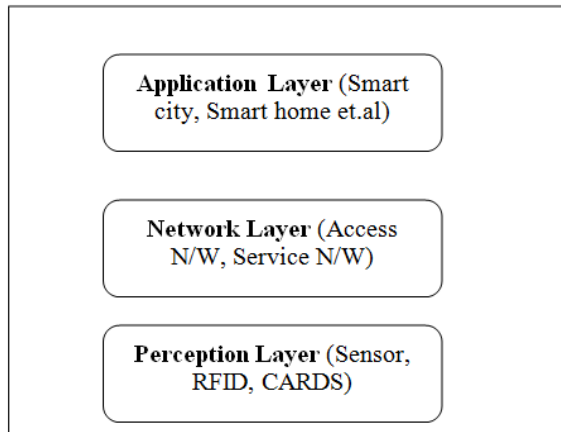 Application Layer (Smart
city, Smart home et.al)
Network Layer (Access
N/W, Service N/W)
Perception Layer (Sensor,
RFID, CARDS)